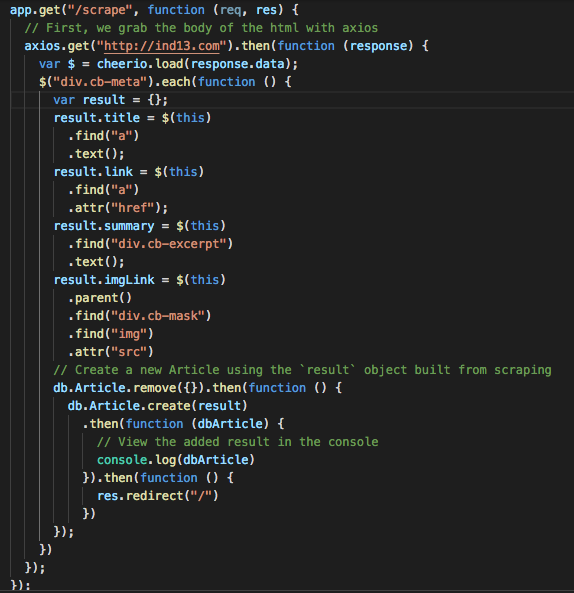 app.get("/scrape", function (req, res) {
  // First, we grab the body of the html with axios
  axios.get("http://ind13.com").then(function (response) {
    var $ = cheerio.load(response.data);
    $("div.cb-meta").each(function () {
      var result = {};
      result.title = $(this)
        .find("a")
        .text();
      result.link = $(this)
        .find("a")
        .attr("href");
      result.summary = $(this)
        .find("div.cb-excerpt")
        .text();
      result.imgLink = $(this)
        .parent()
        .find("div.cb-mask")
        .find("img")
        .attr("src")
      // Create a new Article using the `result` object built from scraping
      db.Article.remove({}).then(function () {
        db.Article.create(result)
          .then(function (dbArticle) {
            // View the added result in the console
            console.log(dbArticle)
          }).then(function () {
            res.redirect("/")
          })
      });
    })
  });
});